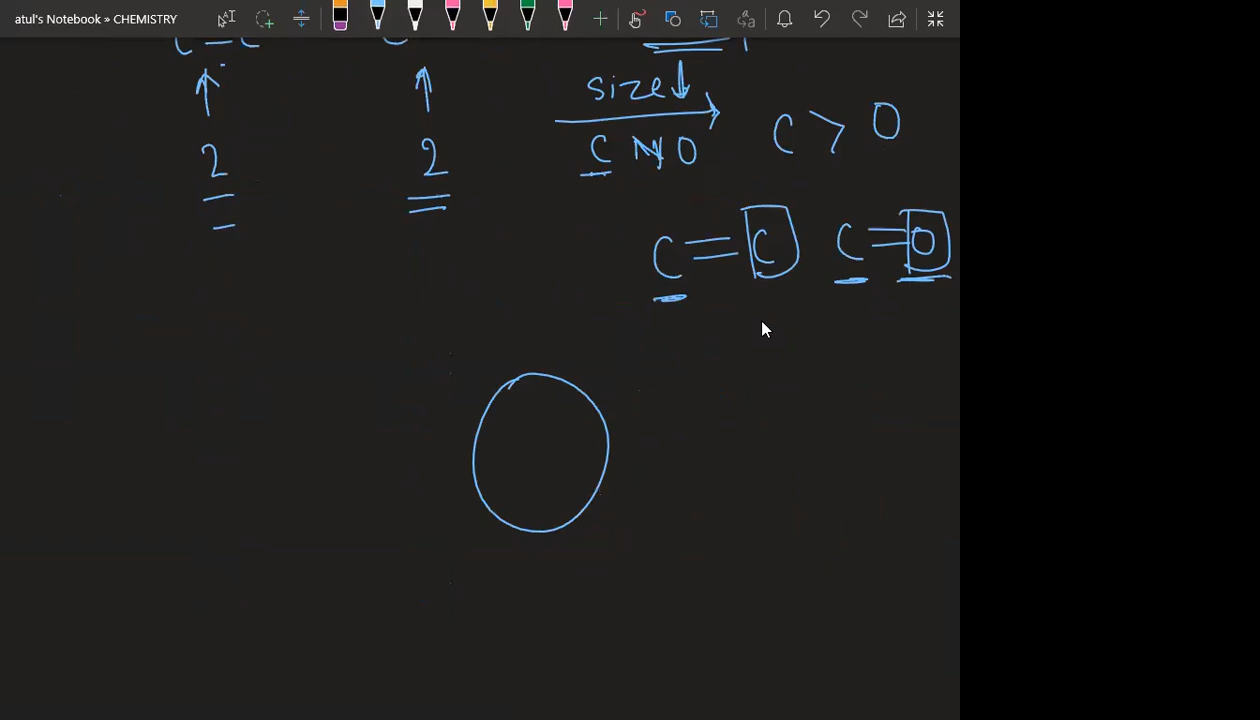 atul's Notebook » CHEMISTRY
C = C
size ↓
C N O
C > O
2 2
C = C C = O